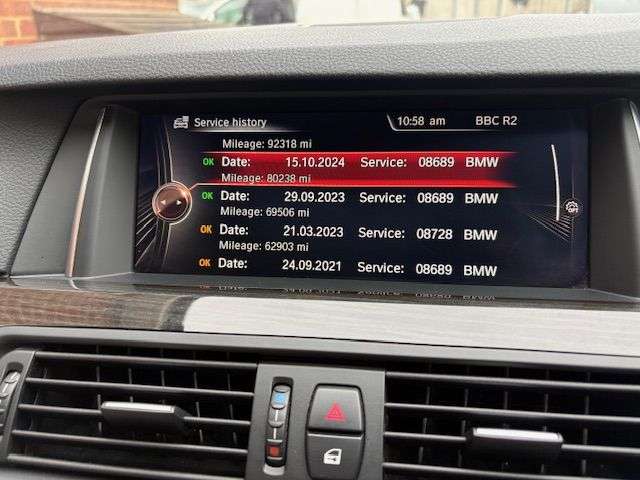 Service history 10:58 am BBC R2
Mileage: 92318 mi
OK Date: 15.10.2024 Service: 08689 BMW
Mileage: 80238 mi
OK Date: 29.09.2023 Service: 08689 BMW
Mileage: 69506 mi
OK Date: 21.03.2023 Service: 08728 BMW
Mileage: 62903 mi
OK Date: 24.09.2021 Service: 08689 BMW
OPT